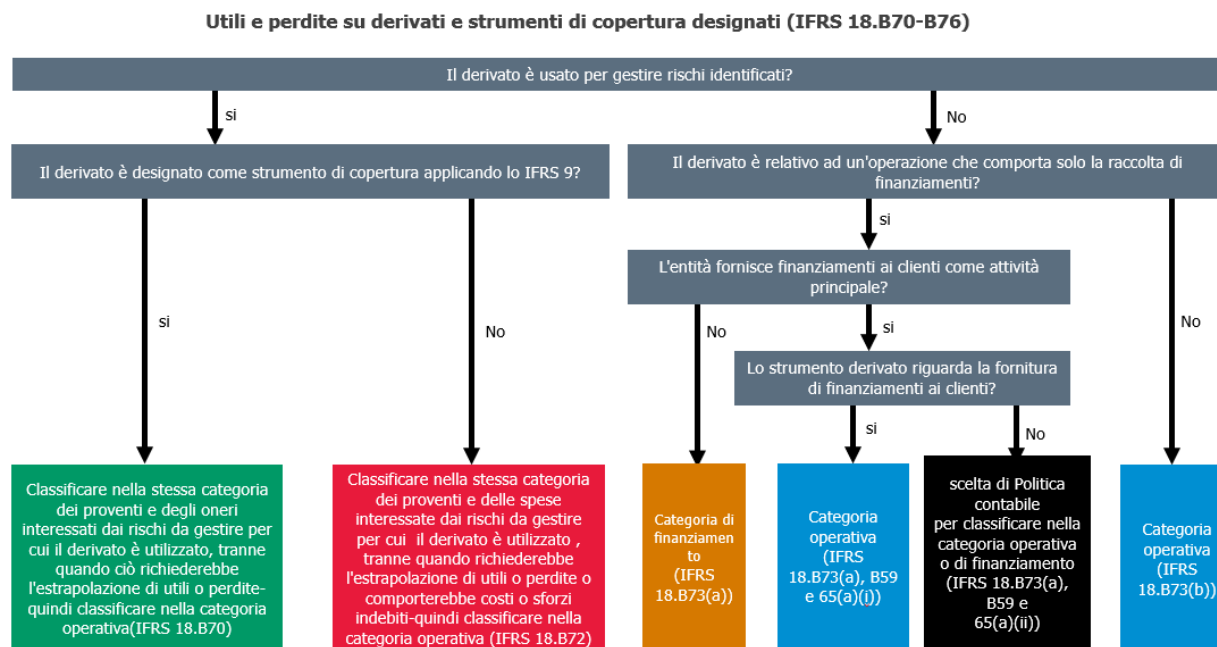 Utili e perdite su derivati e strumenti di copertura designati (IFRS 18.B70-B76)
Il derivato è usato per gestire rischi identificati?
si
No
Il derivato è designato come strumento di copertura applicando lo IFRS 9?
Il derivato è relativo ad un'operazione che comporta solo la raccolta di
finanziamenti?
si
L'entità fornisce finanziamenti ai clienti come attività
principale?
si
No
No
si
No
Lo strumento derivato riguarda la fornitura
di finanziamenti ai clienti?
si
No
Classificare nella stessa categoria
dei proventi e degli oneri
interessati dai rischi da gestire per
cui il derivato è utilizzato, tranne
quando ciò richiederebbe
l'estrapolazione di utili o perdite-
quindi classificare nella categoria
operativa(IFRS 18.B70)
Classificare nella stessa categoria
dei proventi e delle spese
interessate dai rischi da gestire
per cui il derivato è utilizzato ,
tranne quando richiederebbe
l'estrapolazione di utili o perdite o
comporterebbe costi o sforzi
indebiti-quindi classificare nella
categoria operativa (IFRS 18.B72)
Categoria di
finanziame
nto
(IFRS
18.B73(a))
Categoria
operativa
(IFRS
18.B73(a), B59
e 65(a)(i))
scelta di Politica
contabile
per classificare nella
categoria operativa
o di finanziamento
(IFRS 18.B73(a),
B59 e
65(a)(ii))
Categoria
operativa (IFRS
18.B73(b))